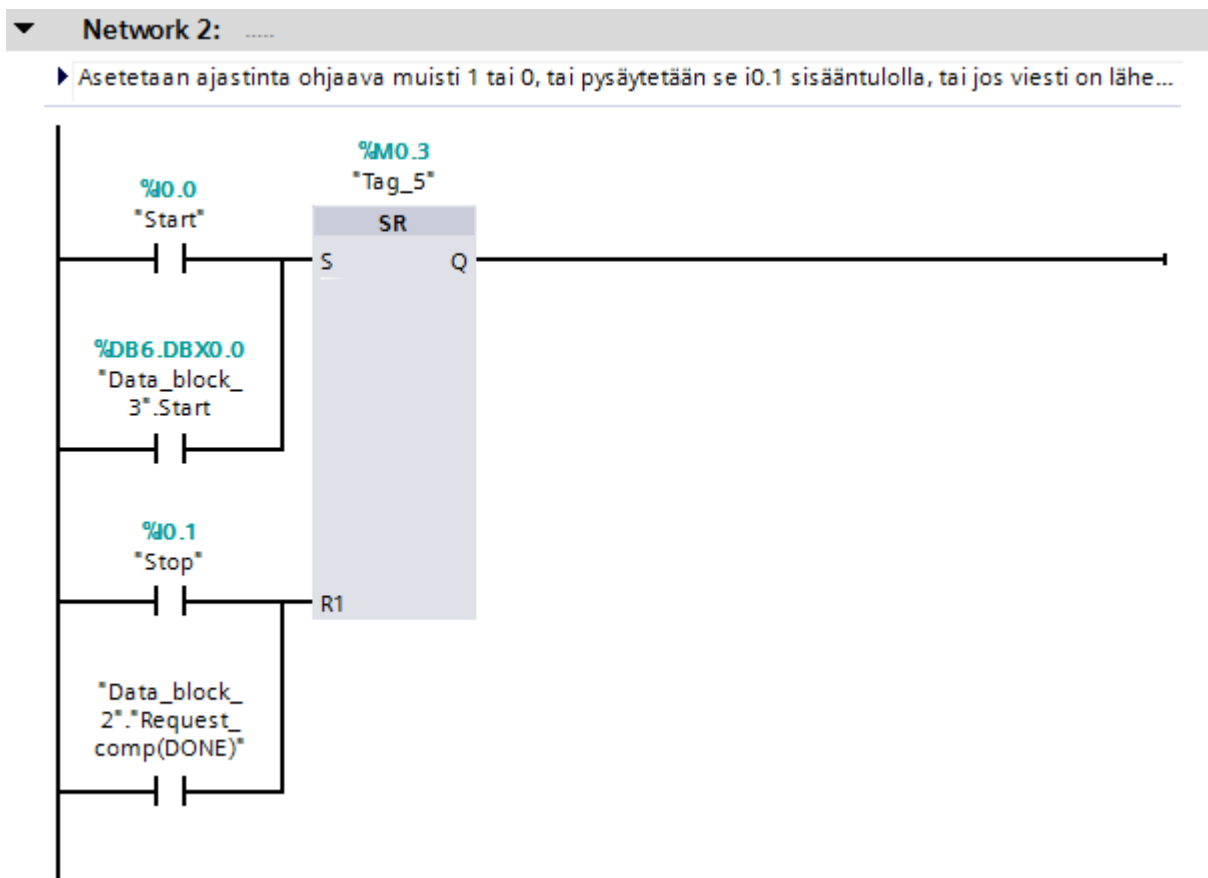 Network 2: .....
Asetetaan ajastinta ohjaava muisti 1 tai 0, tai pysäytetään se i0.1 sisääntulolla, tai jos viesti on lähe...
%M0.3
"Tag_5"
%I0.0
"Start"
SR
S
Q
%DB6.DBX0.0
"Data_block_
3".Start
%I0.1
"Stop"
R1
"Data_block_
2"."Request_
comp(DONE)"